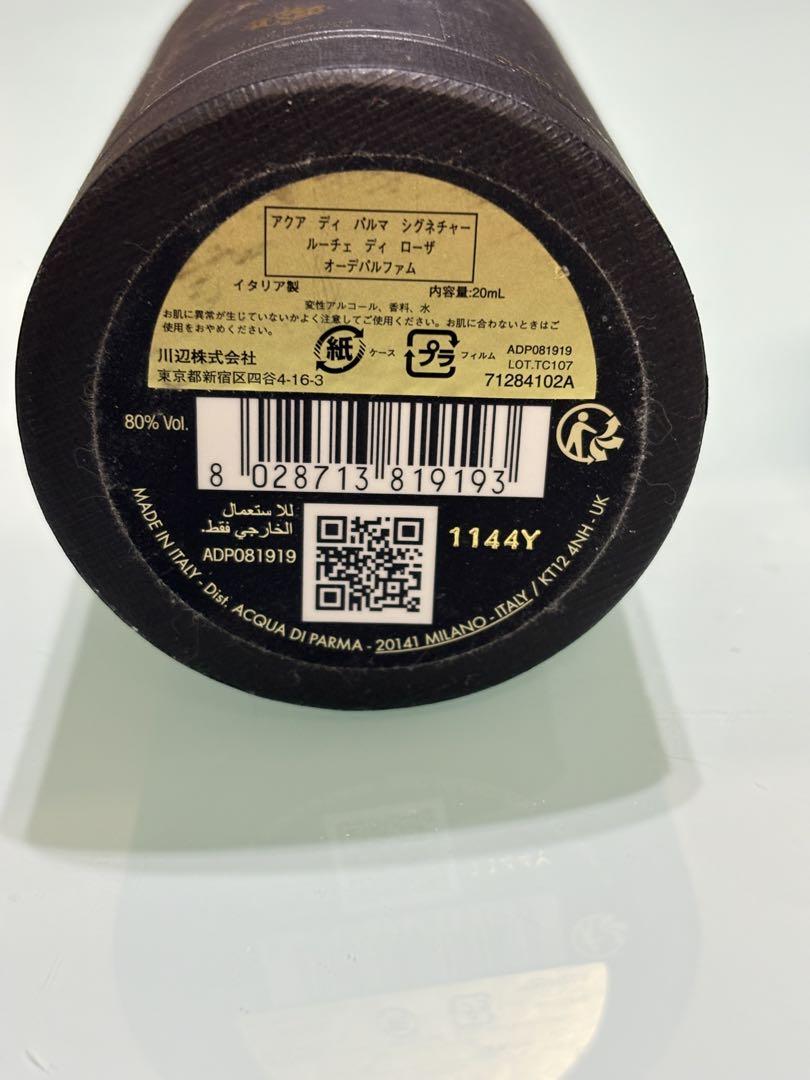 アクア ディ パルマ シグネチャー
ルーチェ ディ ローザ
オーデパルファム
イタリア製 内容量:20mL
変性アルコール、香料、水
お肌に異常が生じていないかよく注意してご使用ください。お肌に合わないときはご
使用をおやめください。
川辺株式会社
東京都新宿区四谷4-16-3
紙 ケース
プラ フィルム
ADP081919
LOT.TC107
71284102A
80% Vol.
8 028713 819193
للاستعمال
الخارجي فقط.
ADP081919
1144Y
MADE IN ITALY - Dist. ACQUA DI PARMA - 20141 MILANO - ITALY / KT12 4NH - UK